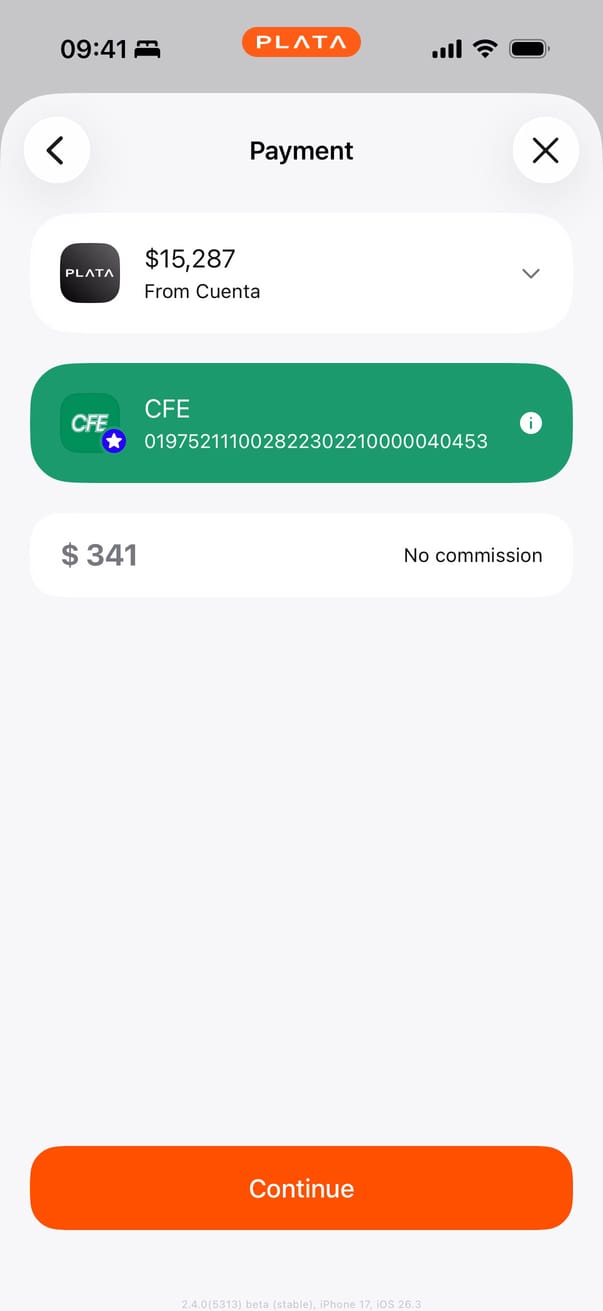 09:41
PLATA
Payment
PLATA
$15,287
From Cuenta
CFE
CFE
019752111002822302210000040453
$ 341
No commission
Continue
2.4.0(5313) beta (stable), iPhone 17, iOS 26.3